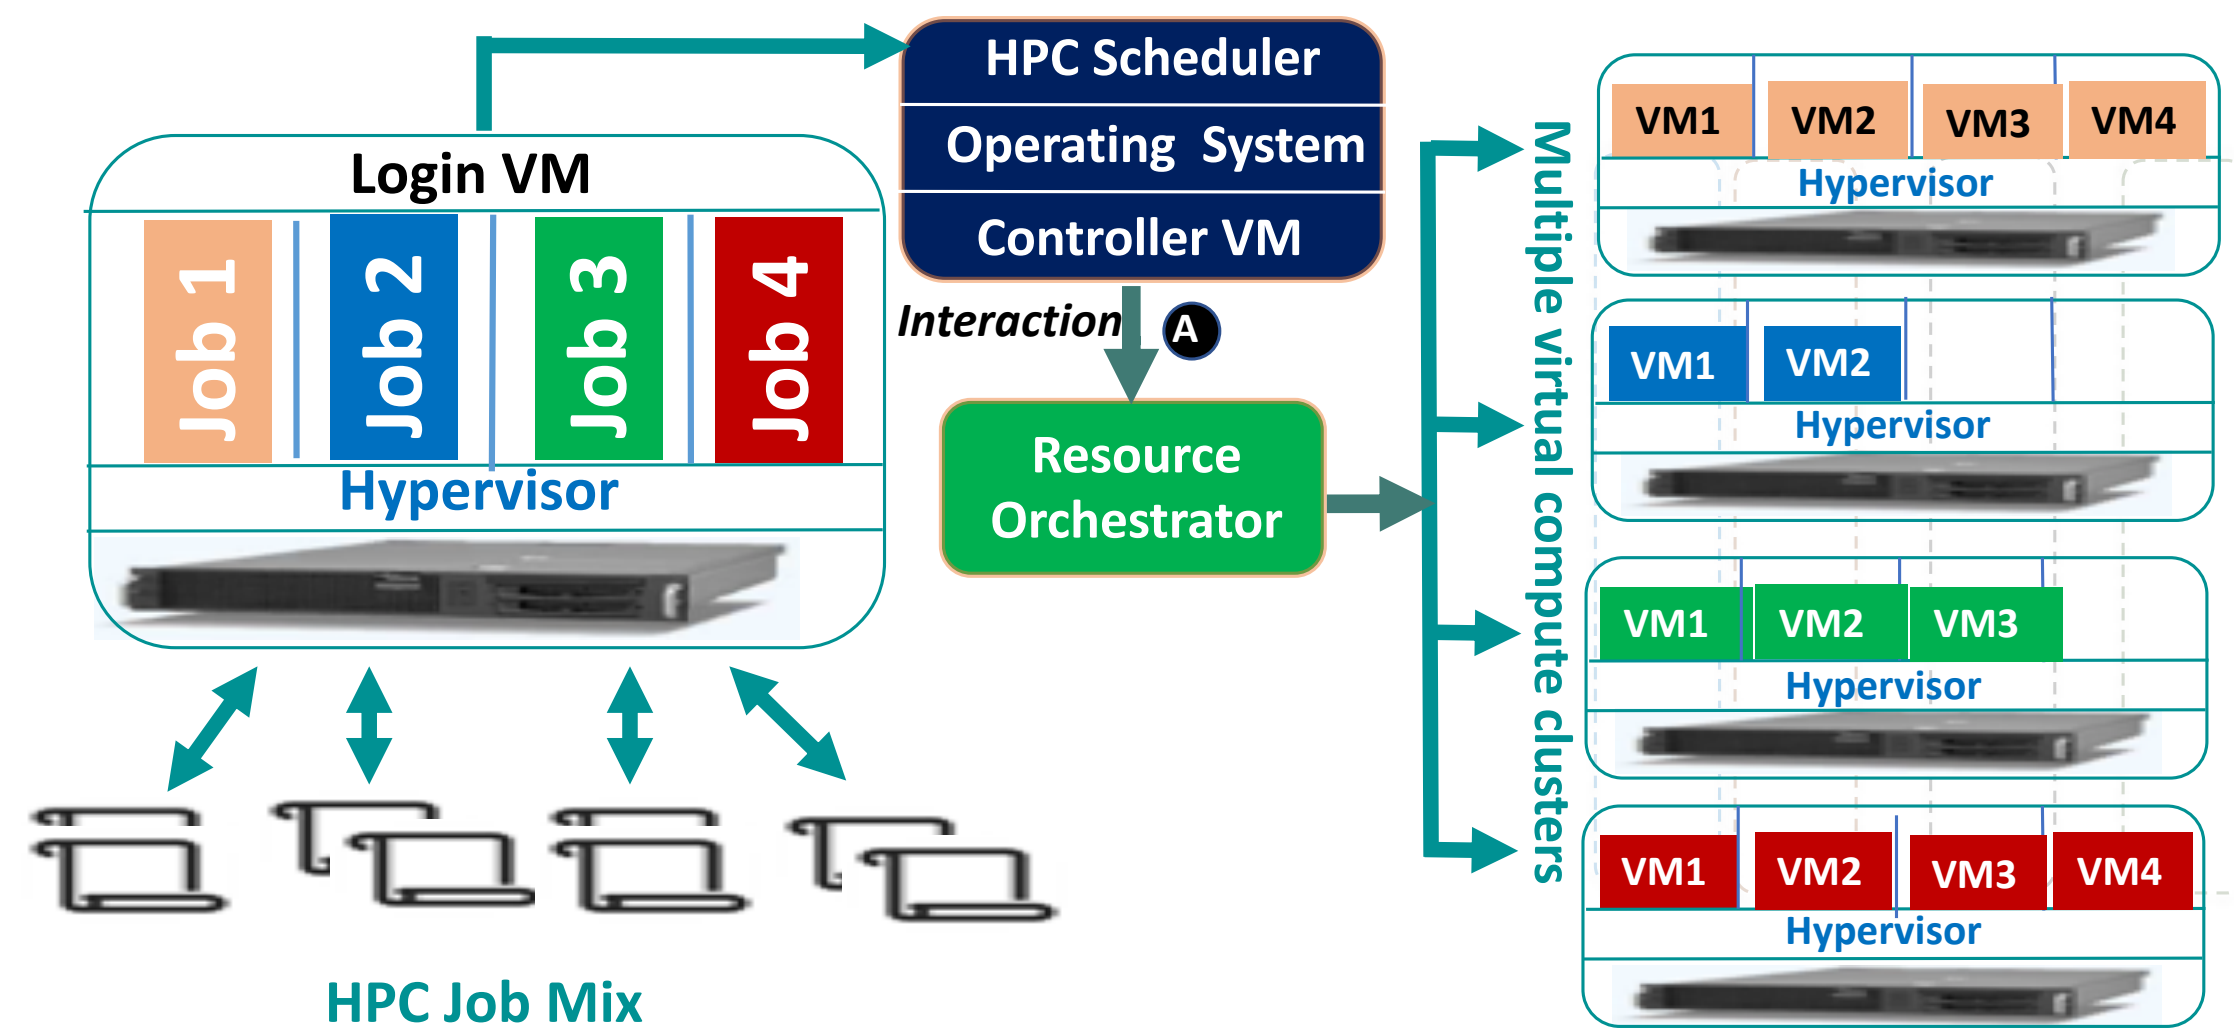 HPC Scheduler
Operating System
Controller VM
Login VM
Job 1
Job 2
Job 3
Job 4
Hypervisor
HPC Job Mix
Interaction
A
Resource
Orchestrator
Multiple virtual compute clusters
VM1 VM2 VM3 VM4
Hypervisor
VM1 VM2
Hypervisor
VM1 VM2 VM3
Hypervisor
VM1 VM2 VM3 VM4
Hypervisor